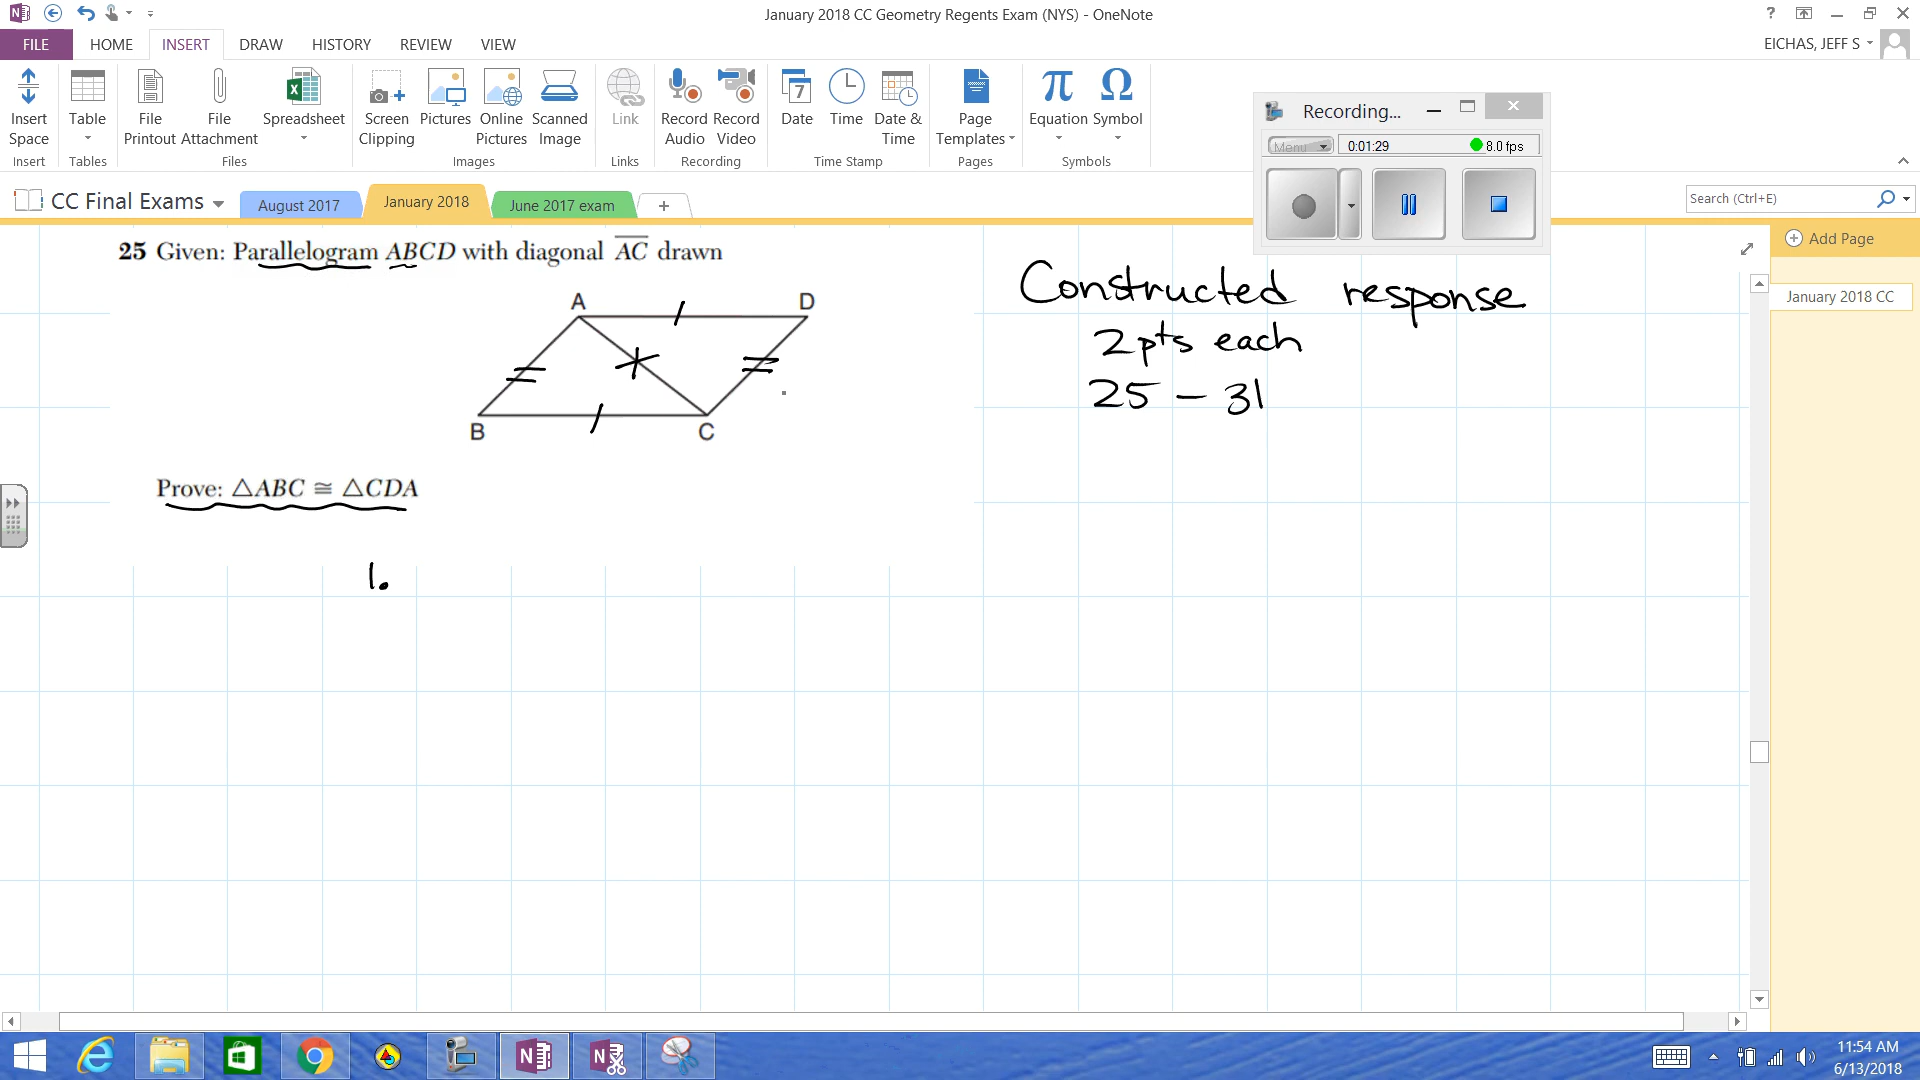 January 2018 CC Geometry Regents Exam (NYS) - OneNote
?
FILE HOME INSERT DRAW HISTORY REVIEW VIEW
EICHAS, JEFF S
Insert Space
Table
File Printout
File Attachment
Spreadsheet
Screen Clipping
Pictures
Online Pictures
Scanned Image
Link
Record Audio
Record Video
Date
Time
Date & Time
Page Templates
Equation
Symbol
Insert Tables Files Images Links Recording Time Stamp Pages Symbols
Recording...
Menu 0:01:29 8.0 fps
CC Final Exams August 2017 January 2018 June 2017 exam +
Search (Ctrl+E)
Add Page
January 2018 CC
25 Given: Parallelogram ABCD with diagonal AC drawn
A D
B C
Prove: △ABC ≅ △CDA
1.
Constructed response
2pts each
25 - 31
11:54 AM
6/13/2018